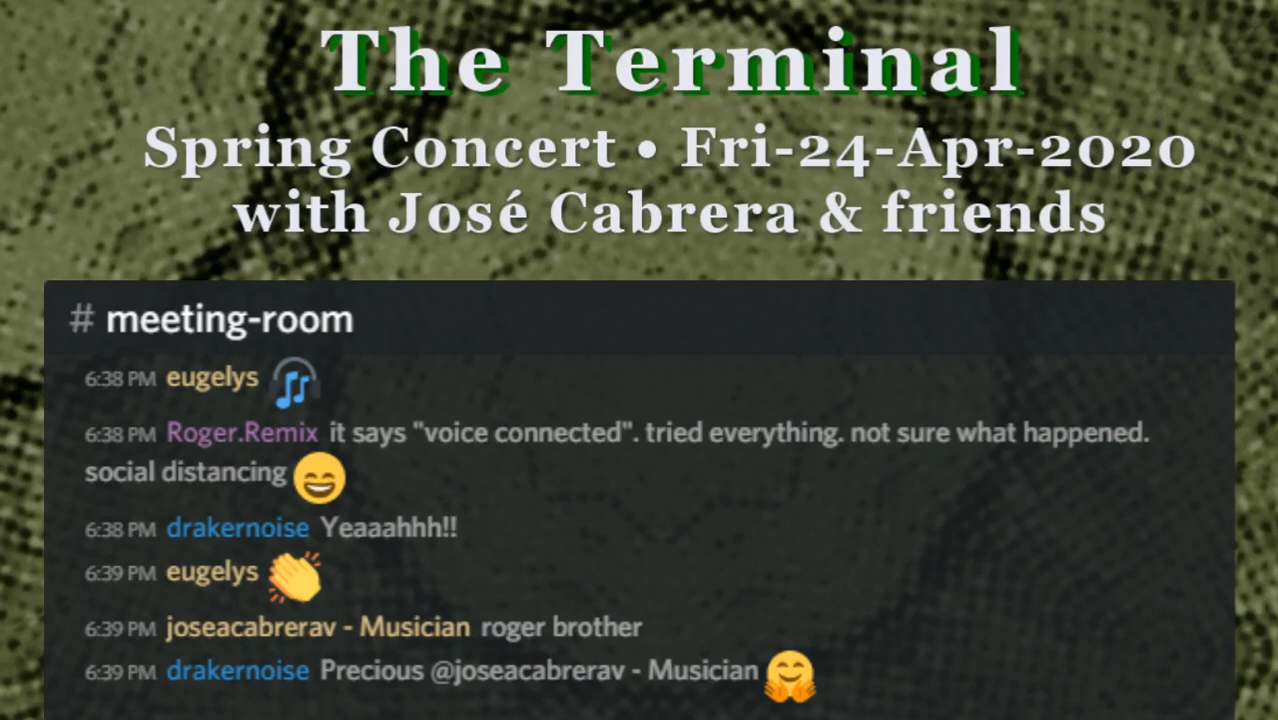 The Terminal
Spring Concert • Fri-24-Apr-2020
with José Cabrera & friends
# meeting-room
6:38 PM eugelys
6:38 PM Roger.Remix it says "voice connected". tried everything. not sure what happened.
social distancing 😄
6:38 PM drakernoise Yeaaahhh!!
6:39 PM eugelys 👏
6:39 PM joseacabrerav - Musician roger brother
6:39 PM drakernoise Precious @joseacabrerav - Musician 🤗